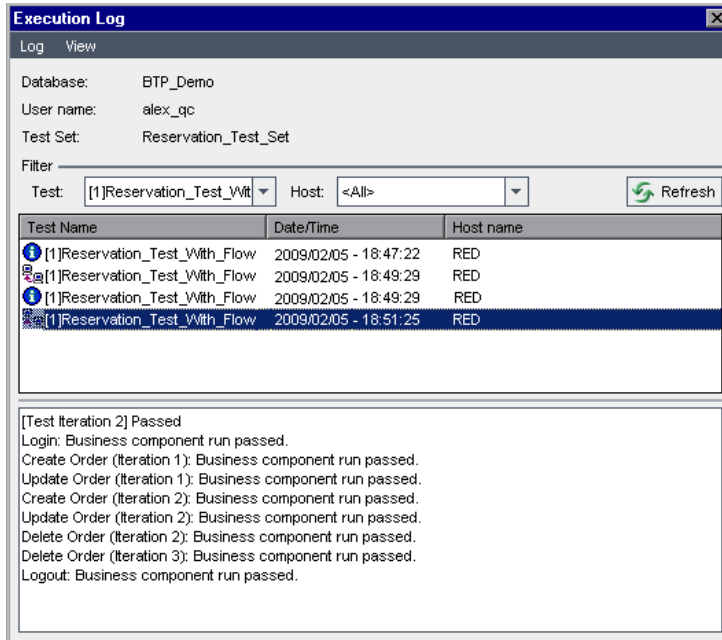 Execution Log
Log View
Database: BTP_Demo
User name: alex_qc
Test Set: Reservation_Test_Set
Filter
Test: [1]Reservation_Test_Wit Host: <All> Refresh
Test Name Date/Time Host name
[1]Reservation_Test_With_Flow 2009/02/05 - 18:47:22 RED
[1]Reservation_Test_With_Flow 2009/02/05 - 18:49:29 RED
[1]Reservation_Test_With_Flow 2009/02/05 - 18:49:29 RED
[1]Reservation_Test_With_Flow 2009/02/05 - 18:51:25 RED
[Test Iteration 2] Passed
Login: Business component run passed.
Create Order (Iteration 1): Business component run passed.
Update Order (Iteration 1): Business component run passed.
Create Order (Iteration 2): Business component run passed.
Update Order (Iteration 2): Business component run passed.
Delete Order (Iteration 2): Business component run passed.
Delete Order (Iteration 3): Business component run passed.
Logout: Business component run passed.